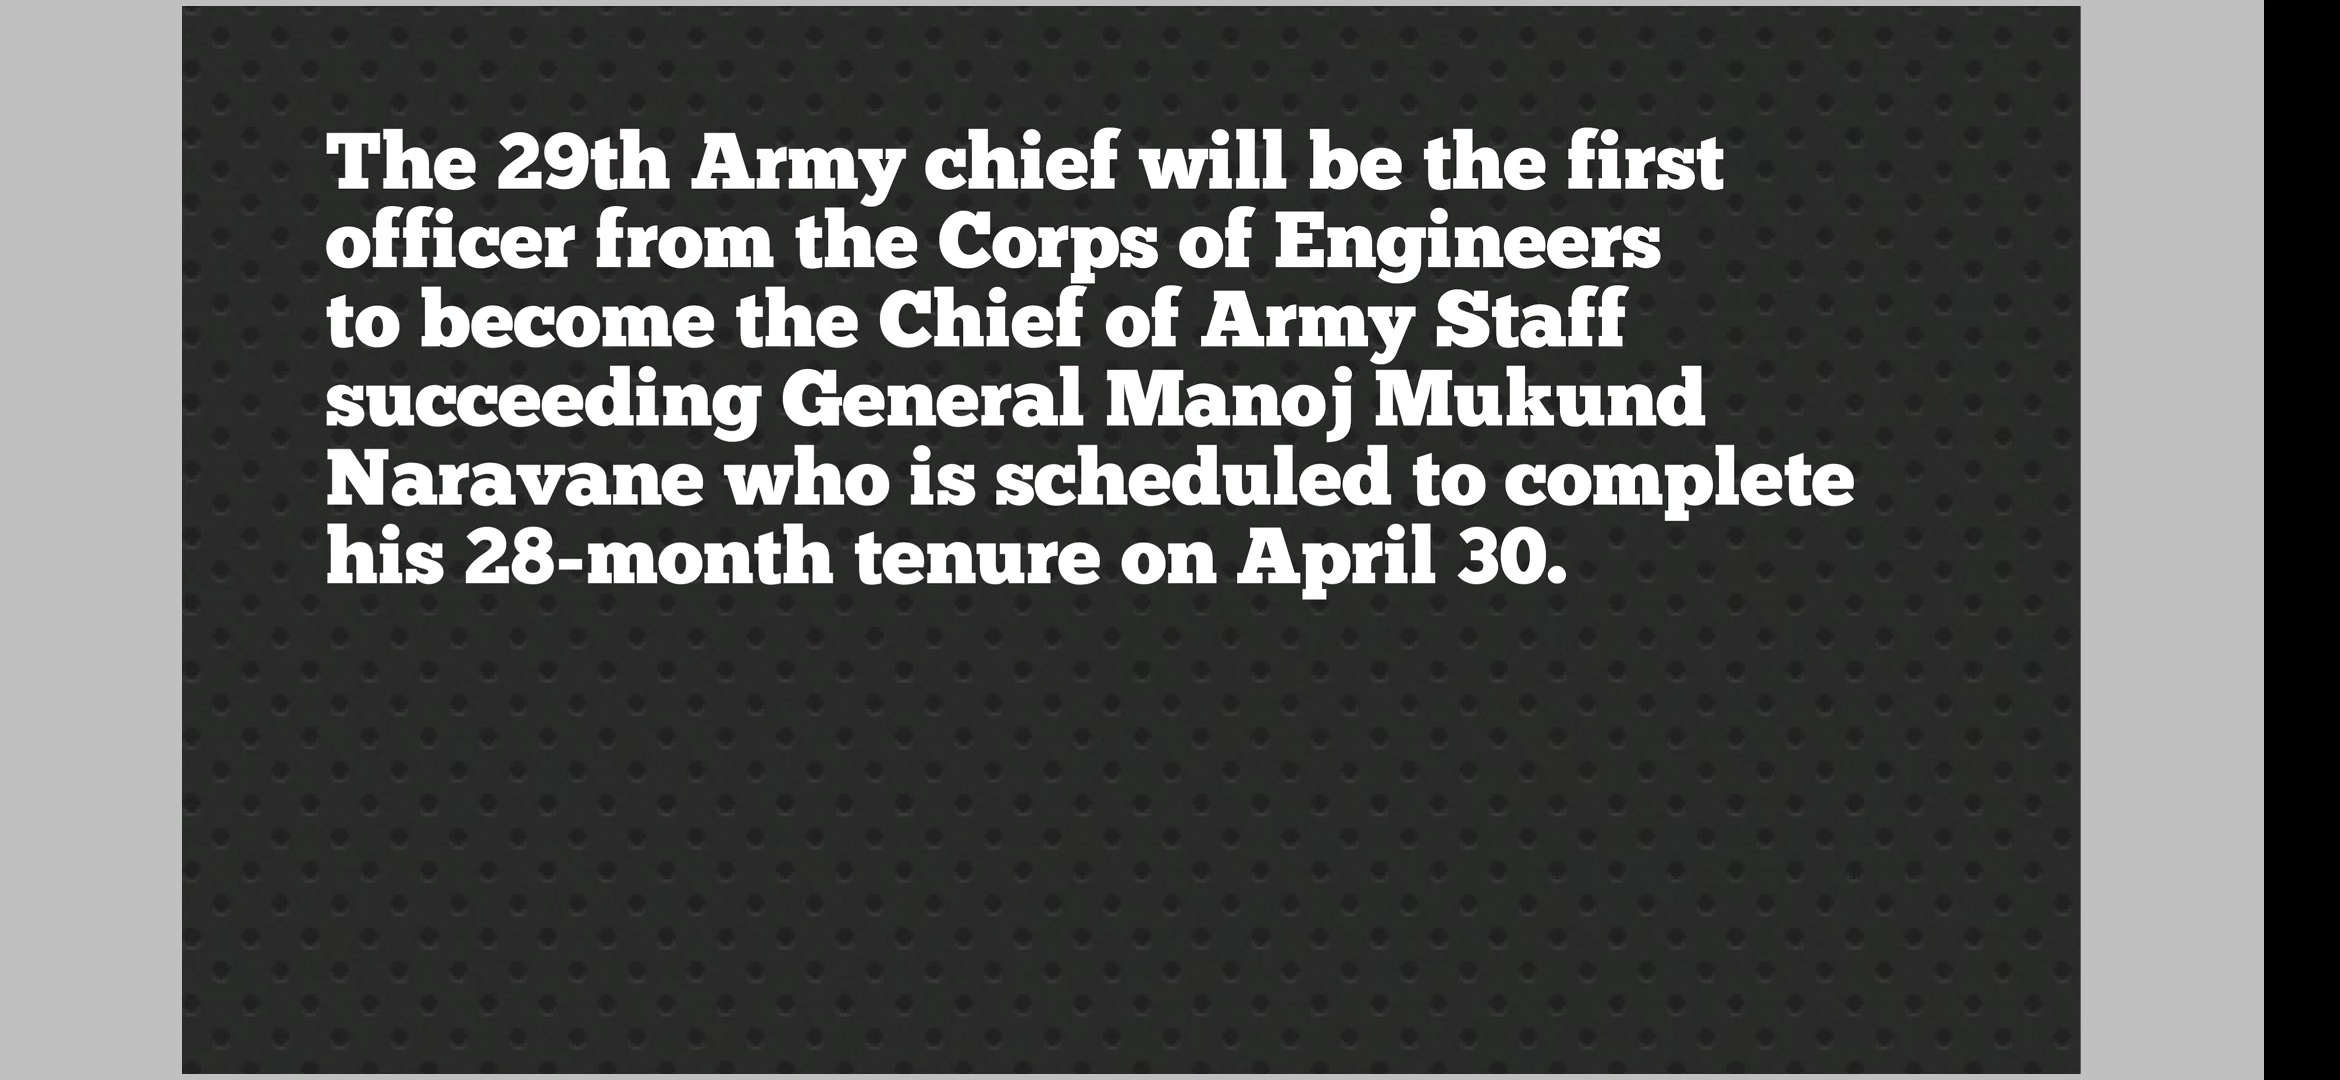 The 29th Army chief will be the first
officer from the Corps of Engineers
to become the Chief of Army Staff
succeeding General Manoj Mukund
Naravane who is scheduled to complete
his 28-month tenure on April 30.